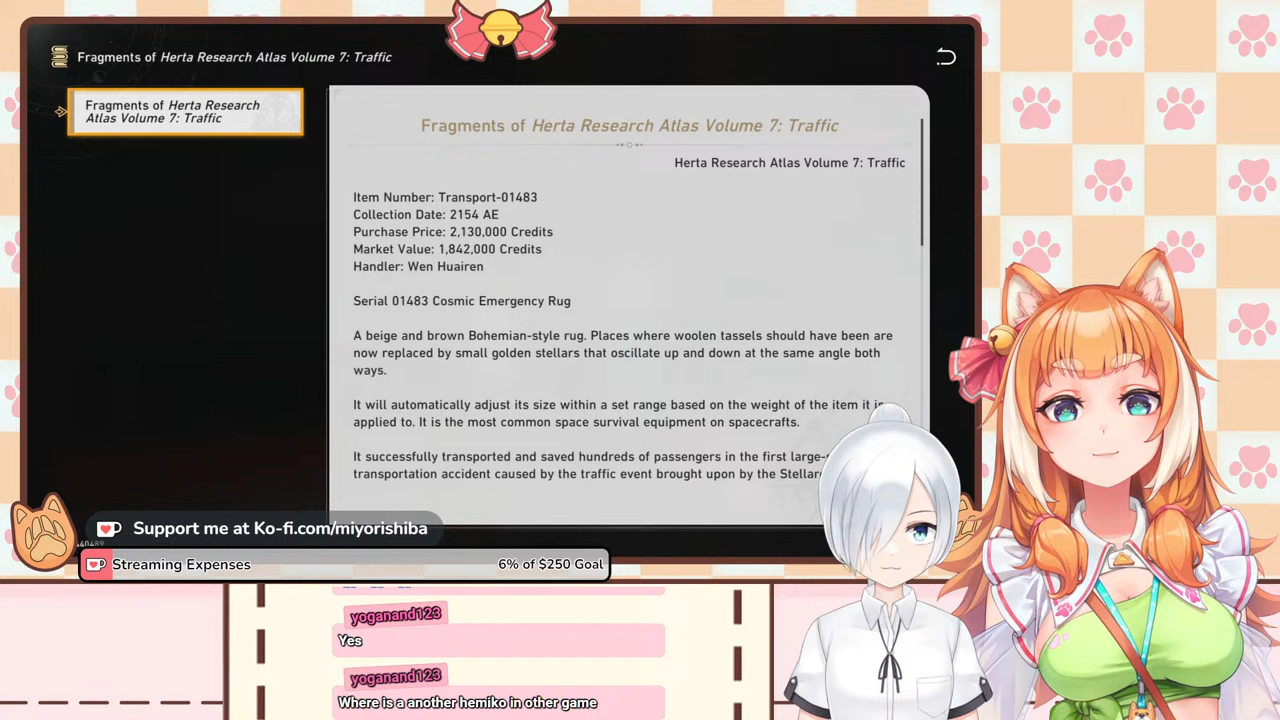 Fragments of Herta Research Atlas Volume 7: Traffic
Fragments of Herta Research
Atlas Volume 7: Traffic
Fragments of Herta Research Atlas Volume 7: Traffic
Herta Research Atlas Volume 7: Traffic
Item Number: Transport-01483
Collection Date: 2154 AE
Purchase Price: 2,130,000 Credits
Market Value: 1,842,000 Credits
Handler: Wen Huairen
Serial 01483 Cosmic Emergency Rug
A beige and brown Bohemian-style rug. Places where woolen tassels should have been are
now replaced by small golden stellars that oscillate up and down at the same angle both
ways.
It will automatically adjust its size within a set range based on the weight of the item it is
applied to. It is the most common space survival equipment on spacecrafts.
It successfully transported and saved hundreds of passengers in the first large-
transportation accident caused by the traffic event brought upon by the
Support me at Ko-fi.com/miyorishiba
Streaming Expenses
6% of $250 Goal
yoganand123
Yes
yoganand123
Where is a another hemiko in other game